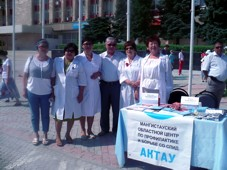 МАНГИСТАУСКИЙ
ОБЛАСТНОЙ ЦЕНТР
ПО ПРОФИЛАКТИКЕ
И БОРЬБЕ СО СПИД
АКТАУ